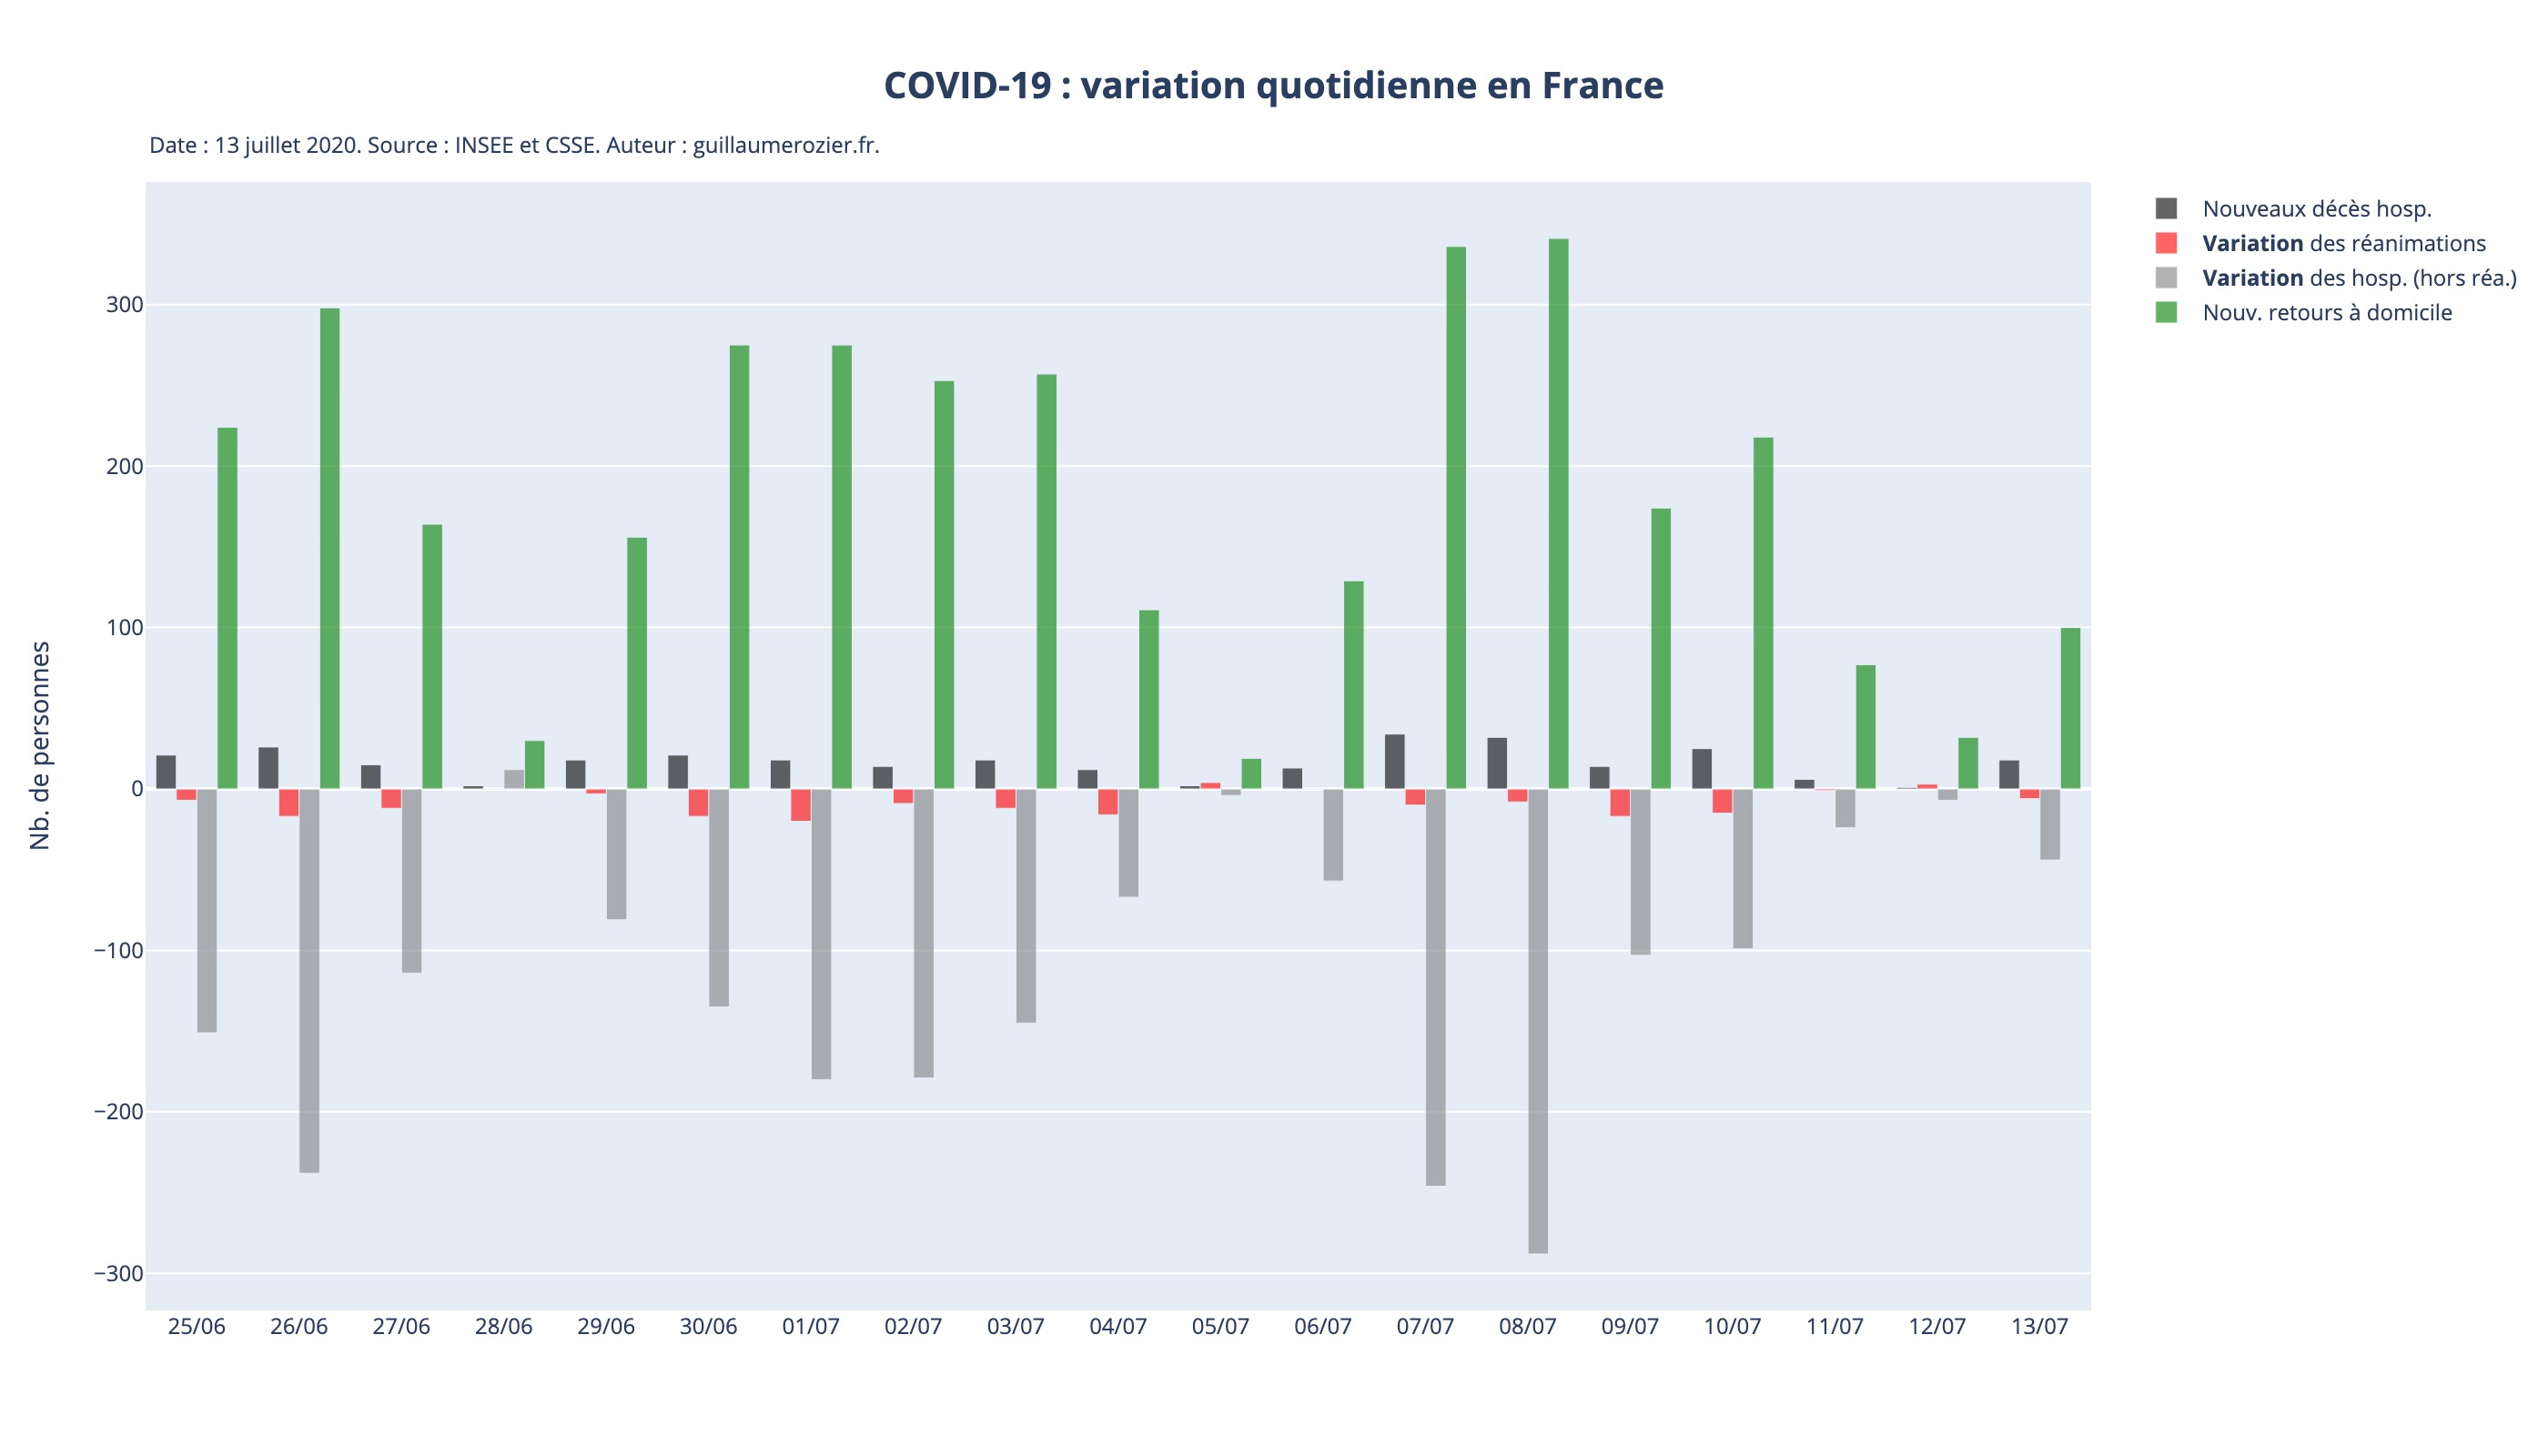 COVID-19 : variation quotidienne en France
Date : 13 juillet 2020. Source : INSEE et CSSE. Auteur : guillaumerozier.fr.
Nouveaux décès hosp.
Variation des réanimations
Variation des hosp. (hors réa.)
Nouv. retours à domicile
Nb. de personnes
300
200
100
0
−100
−200
−300
25/06 26/06 27/06 28/06 29/06 30/06 01/07 02/07 03/07 04/07 05/07 06/07 07/07 08/07 09/07 10/07 11/07 12/07 13/07